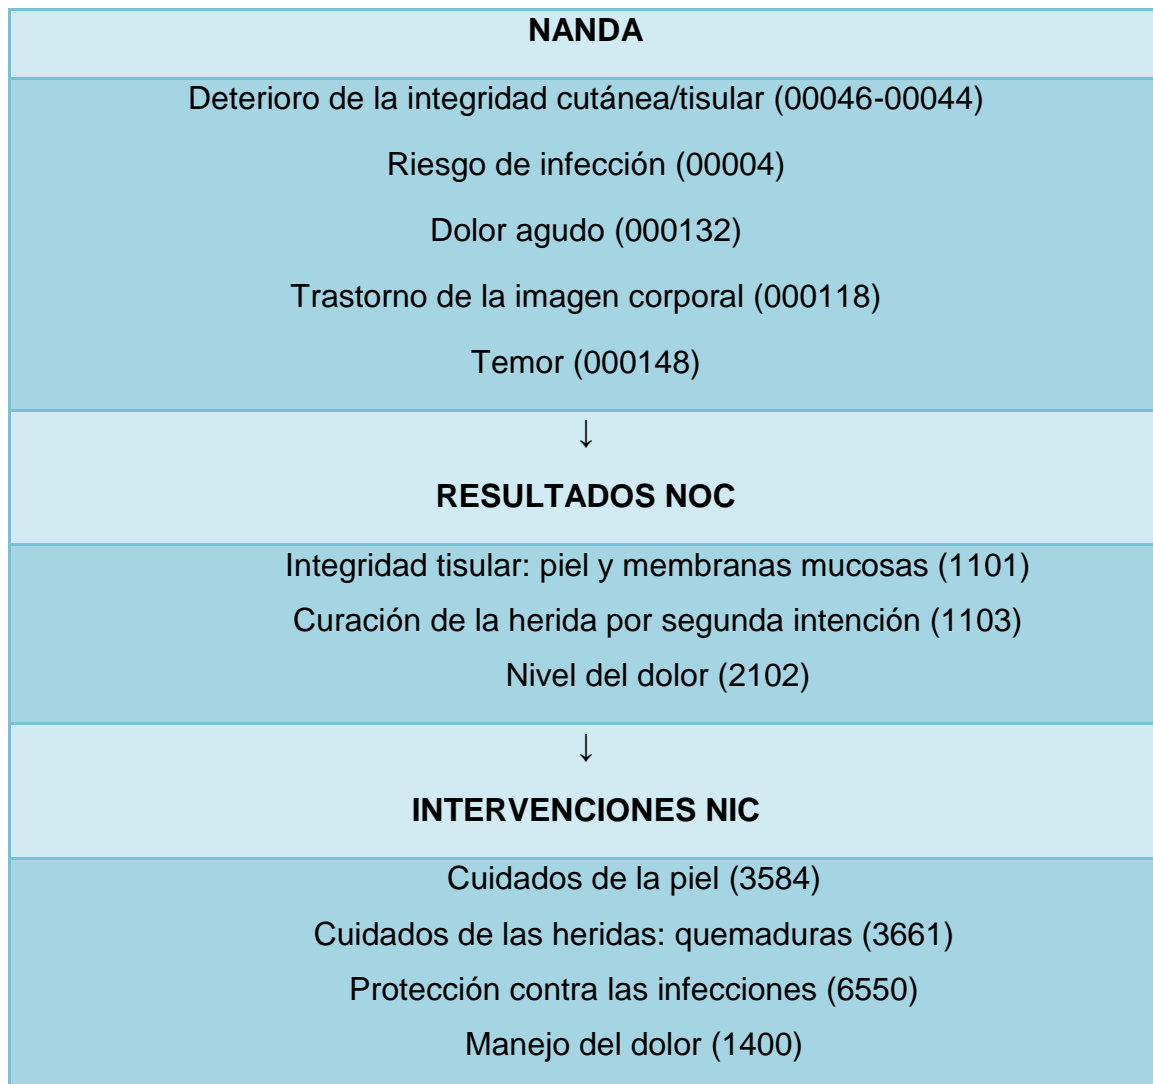 NANDA
Deterioro de la integridad cutánea/tisular (00046-00044)
Riesgo de infección (00004)
Dolor agudo (000132)
Trastorno de la imagen corporal (000118)
Temor (000148)
↓
RESULTADOS NOC
Integridad tisular: piel y membranas mucosas (1101)
Curación de la herida por segunda intención (1103)
Nivel del dolor (2102)
↓
INTERVENCIONES NIC
Cuidados de la piel (3584)
Cuidados de las heridas: quemaduras (3661)
Protección contra las infecciones (6550)
Manejo del dolor (1400)